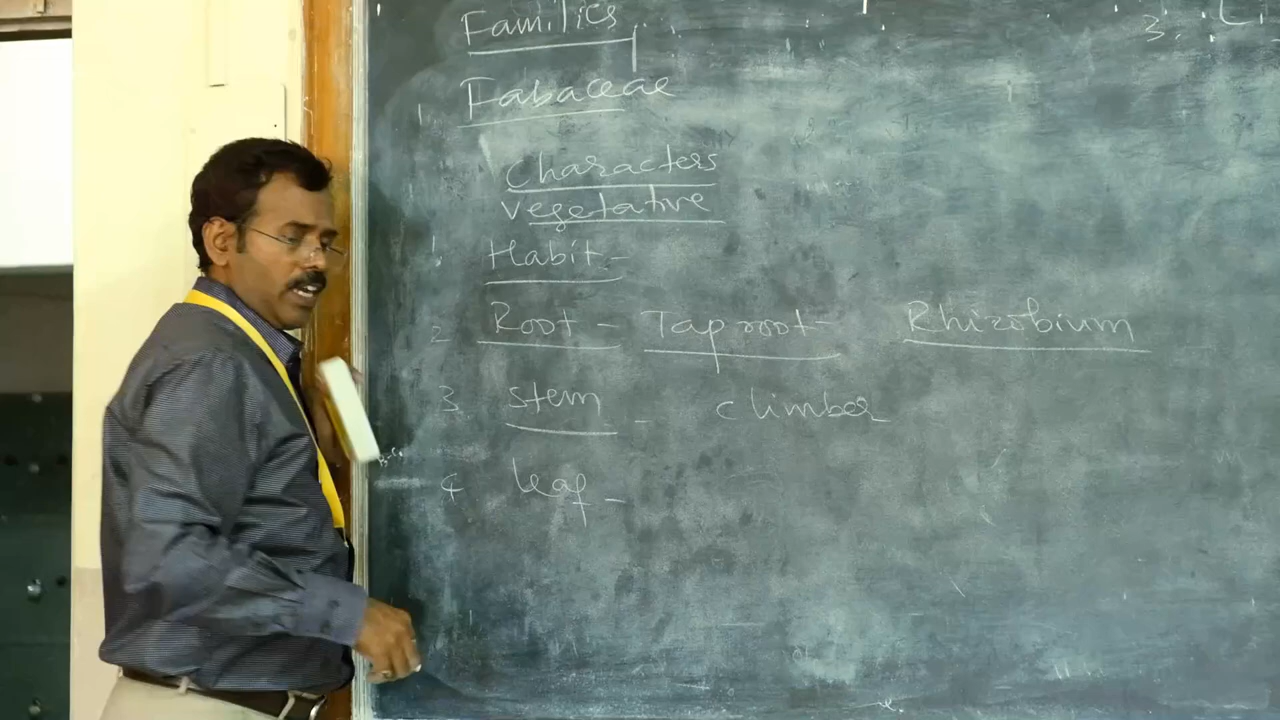 Families
1. Fabaceae
Characters
vegetative
1. Habit -
2 Root - Tap root - Rhizobium
3 stem - climber
4 leaf -
3.